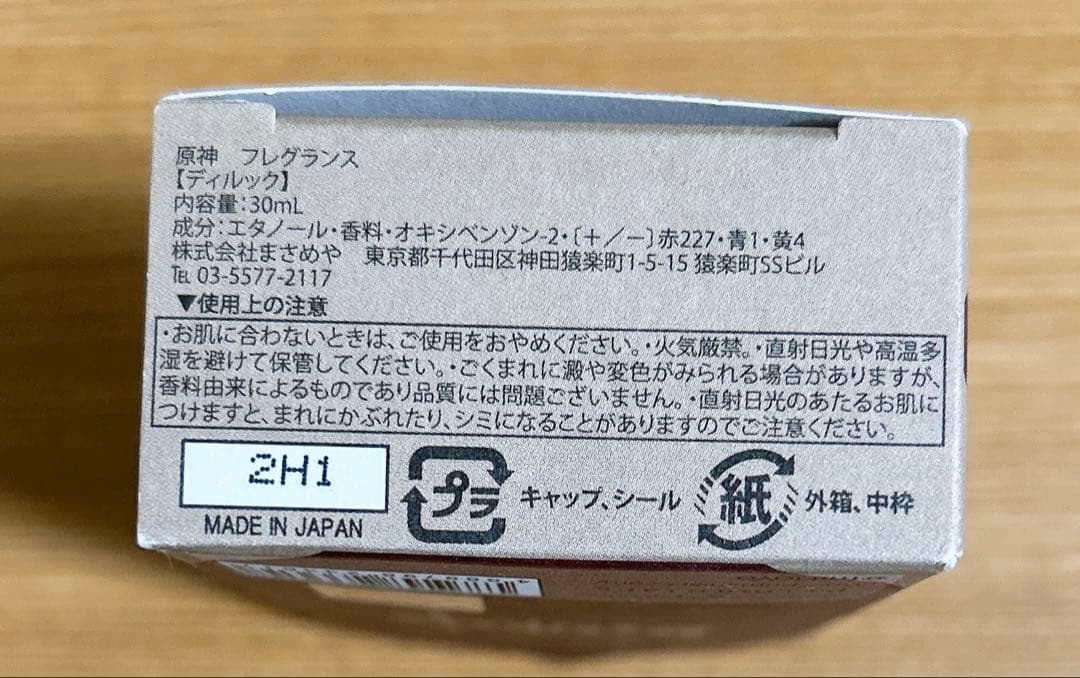 原神　フレグランス
【ディルック】
内容量：30mL
成分：エタノール・香料・オキシベンゾン-2・〔＋／－〕赤227・青1・黄4
株式会社まさめや　東京都千代田区神田猿楽町1-5-15 猿楽町SSビル
TEL 03-5577-2117
▼使用上の注意
・お肌に合わないときは、ご使用をおやめください。・火気厳禁。・直射日光や高温多
湿を避けて保管してください。・ごくまれに澱や変色がみられる場合がありますが、
香料由来によるものであり品質には問題ございません。・直射日光のあたるお肌に
つけますと、まれにかぶれたり、シミになることがありますのでご注意ください。
2H1
MADE IN JAPAN
プラ キャップ、シール
紙 外箱、中枠